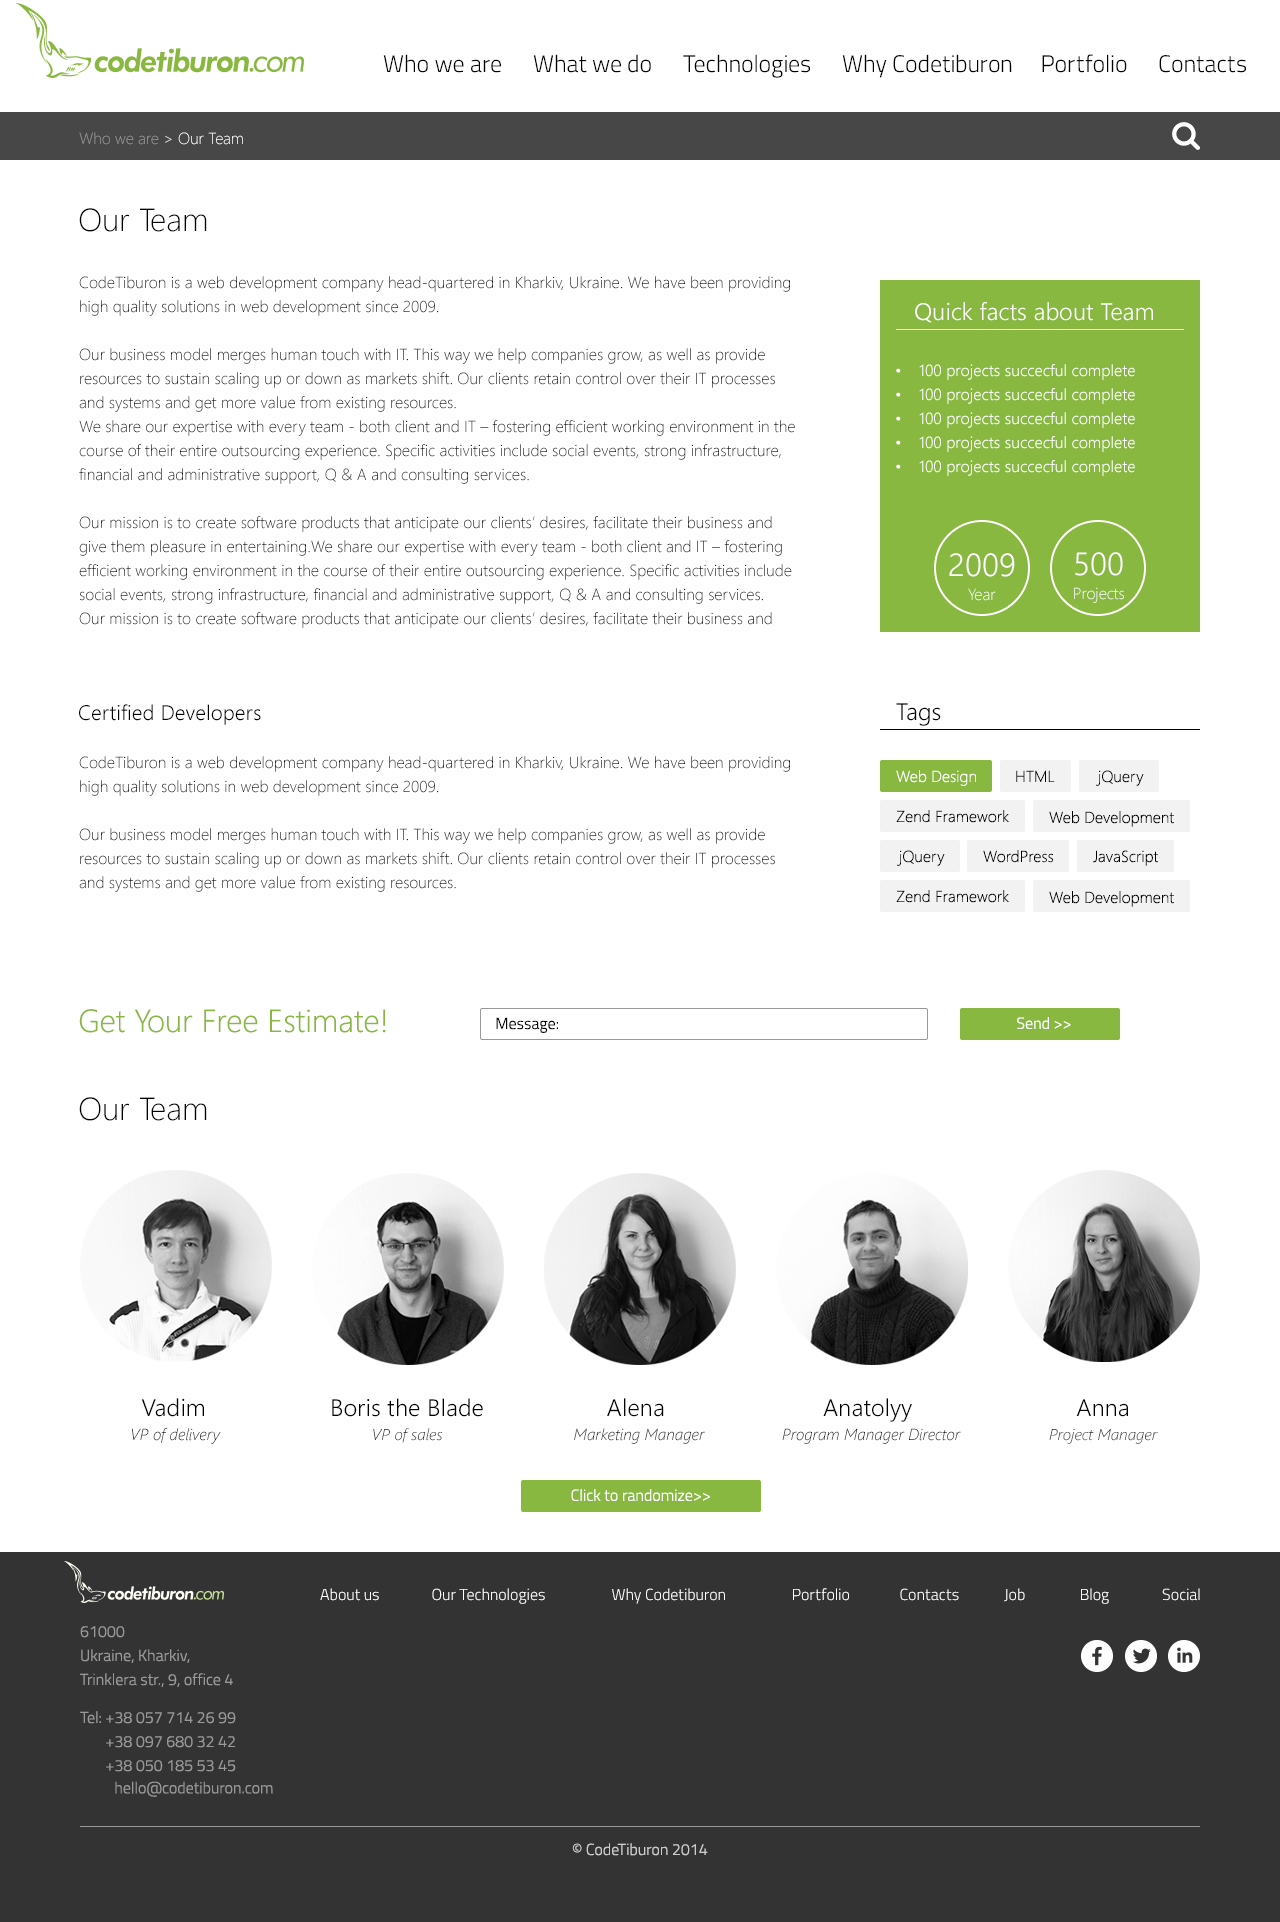 codetiburon.com
Who we are What we do Technologies Why Codetiburon Portfolio Contacts
Who we are > Our Team
Our Team
CodeTiburon is a web development company head-quartered in Kharkiv, Ukraine. We have been providing
high quality solutions in web development since 2009.
Our business model merges human touch with IT. This way we help companies grow, as well as provide
resources to sustain scaling up or down as markets shift. Our clients retain control over their IT processes
and systems and get more value from existing resources.
We share our expertise with every team - both client and IT – fostering efficient working environment in the
course of their entire outsourcing experience. Specific activities include social events, strong infrastructure,
financial and administrative support, Q & A and consulting services.
Our mission is to create software products that anticipate our clients’ desires, facilitate their business and
give them pleasure in entertaining.We share our expertise with every team - both client and IT – fostering
efficient working environment in the course of their entire outsourcing experience. Specific activities include
social events, strong infrastructure, financial and administrative support, Q & A and consulting services.
Our mission is to create software products that anticipate our clients’ desires, facilitate their business and
Quick facts about Team
• 100 projects succecful complete
• 100 projects succecful complete
• 100 projects succecful complete
• 100 projects succecful complete
• 100 projects succecful complete
2009
Year
500
Projects
Certified Developers
CodeTiburon is a web development company head-quartered in Kharkiv, Ukraine. We have been providing
high quality solutions in web development since 2009.
Our business model merges human touch with IT. This way we help companies grow, as well as provide
resources to sustain scaling up or down as markets shift. Our clients retain control over their IT processes
and systems and get more value from existing resources.
Tags
Web Design HTML jQuery
Zend Framework Web Development
jQuery WordPress JavaScript
Zend Framework Web Development
Get Your Free Estimate!
Message:
Send >>
Our Team
Vadim
VP of delivery
Boris the Blade
VP of sales
Alena
Marketing Manager
Anatolyy
Program Manager Director
Anna
Project Manager
Click to randomize>>
codetiburon.com
About us Our Technologies Why Codetiburon Portfolio Contacts Job Blog Social
61000
Ukraine, Kharkiv,
Trinklera str., 9, office 4
Tel: +38 057 714 26 99
+38 097 680 32 42
+38 050 185 53 45
hello@codetiburon.com
© CodeTiburon 2014